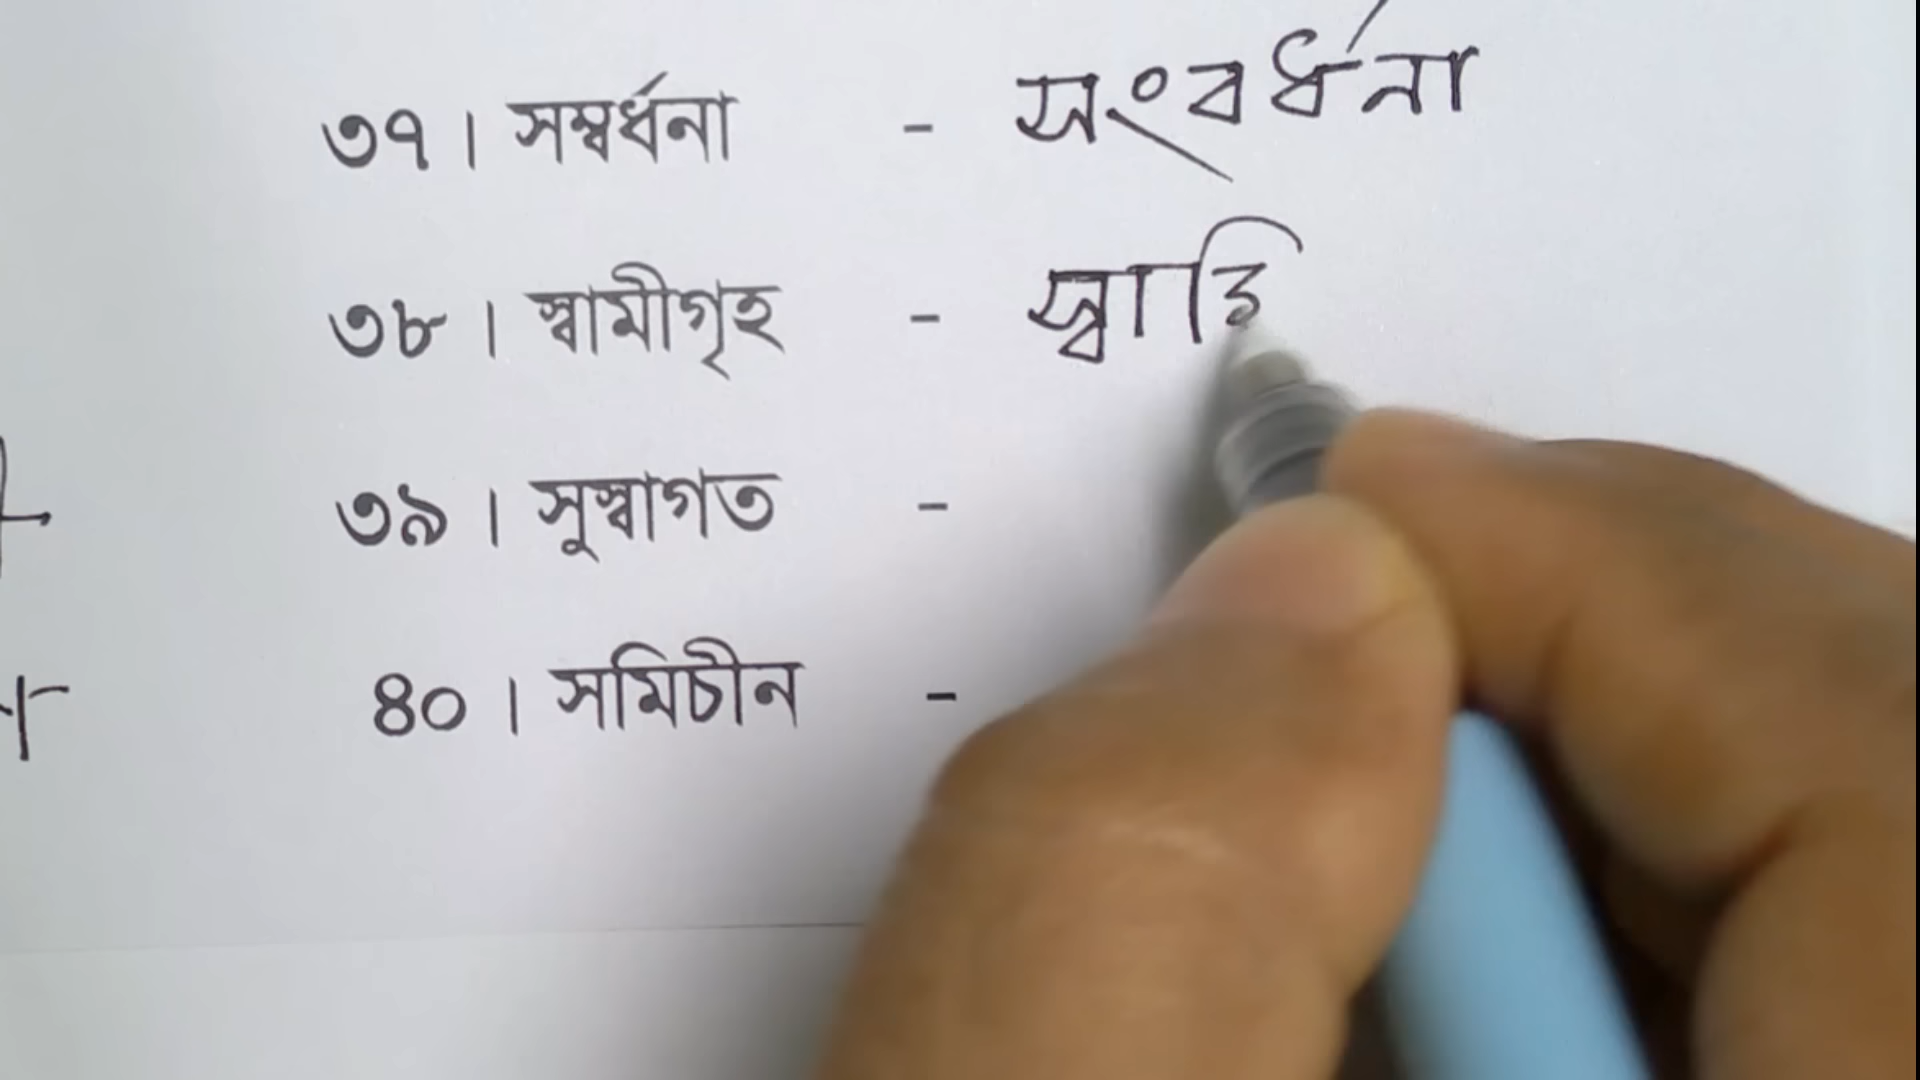 ৩৭। সম্বর্ধনা - সংবর্ধনা
৩৮। স্বামীগৃহ - স্বামি
৩৯। সুস্বাগত -
৪০। সমিচীন -